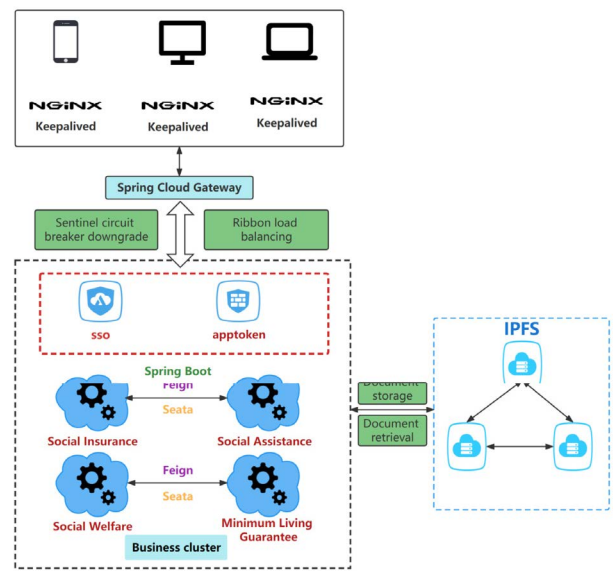 NGiNX NGiNX NGiNX
Keepalived Keepalived Keepalived
Spring Cloud Gateway
Sentinel circuit
breaker downgrade
Ribbon load
balancing
sso apptoken
IPFS
Spring Boot
Feign
Seata
Social Insurance Social Assistance
Document
storage
Document
retrieval
Feign
Seata
Social Welfare Minimum Living
Guarantee
Business cluster